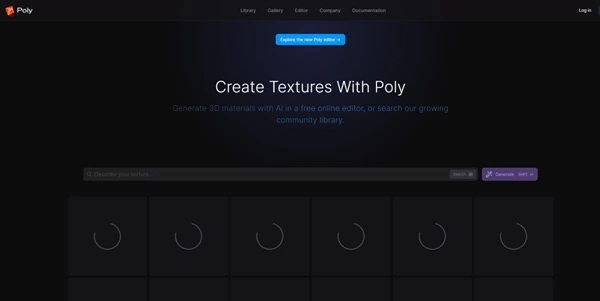 Poly
Library Gallery Editor Company Documentation
Log in
Explore the new Poly editor →
Create Textures With Poly
Generate 3D materials with AI in a free online editor, or search our growing
community library.
Describe your texture...
Search
Generate